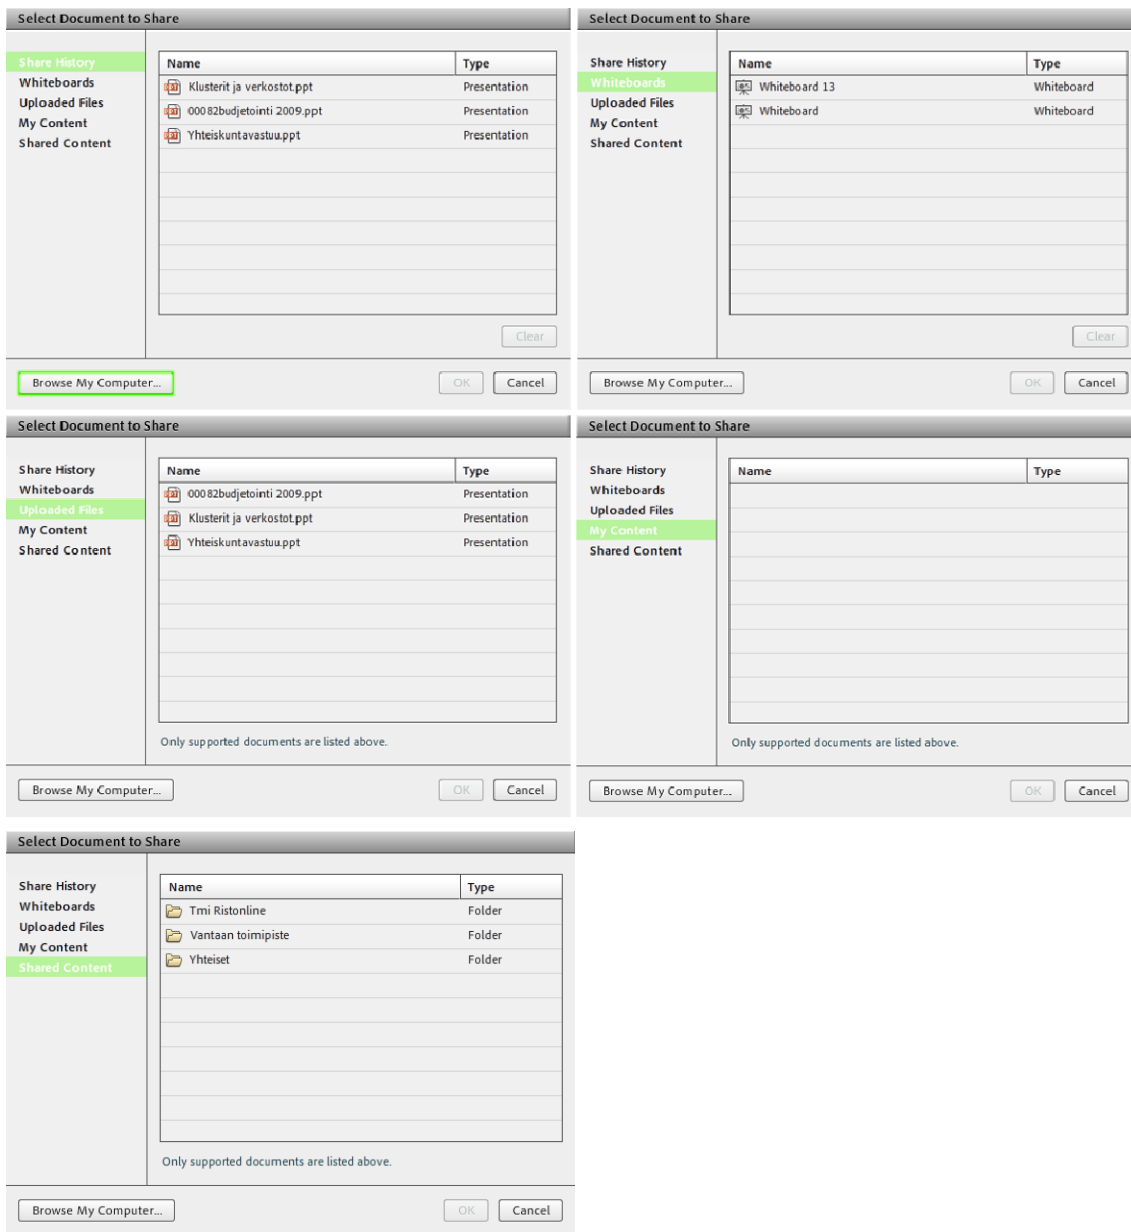 Select Document to Share
Share History
Whiteboards
Uploaded Files
My Content
Shared Content
Name Type
Klusterit ja verkostot.ppt Presentation
00082budjetointi 2009.ppt Presentation
Yhteiskuntavastuu.ppt Presentation
Clear
Browse My Computer... OK Cancel
Select Document to Share
Share History
Whiteboards
Uploaded Files
My Content
Shared Content
Name Type
Whiteboard 13 Whiteboard
Whiteboard Whiteboard
Clear
Browse My Computer... OK Cancel
Select Document to Share
Share History
Whiteboards
Uploaded Files
My Content
Shared Content
Name Type
00082budjetointi 2009.ppt Presentation
Klusterit ja verkostot.ppt Presentation
Yhteiskuntavastuu.ppt Presentation
Only supported documents are listed above.
Browse My Computer... OK Cancel
Select Document to Share
Share History
Whiteboards
Uploaded Files
My Content
Shared Content
Name Type
Only supported documents are listed above.
Browse My Computer... OK Cancel
Select Document to Share
Share History
Whiteboards
Uploaded Files
My Content
Shared Content
Name Type
Tmi Ristonline Folder
Vantaan toimipiste Folder
Yhteiset Folder
Only supported documents are listed above.
Browse My Computer... OK Cancel